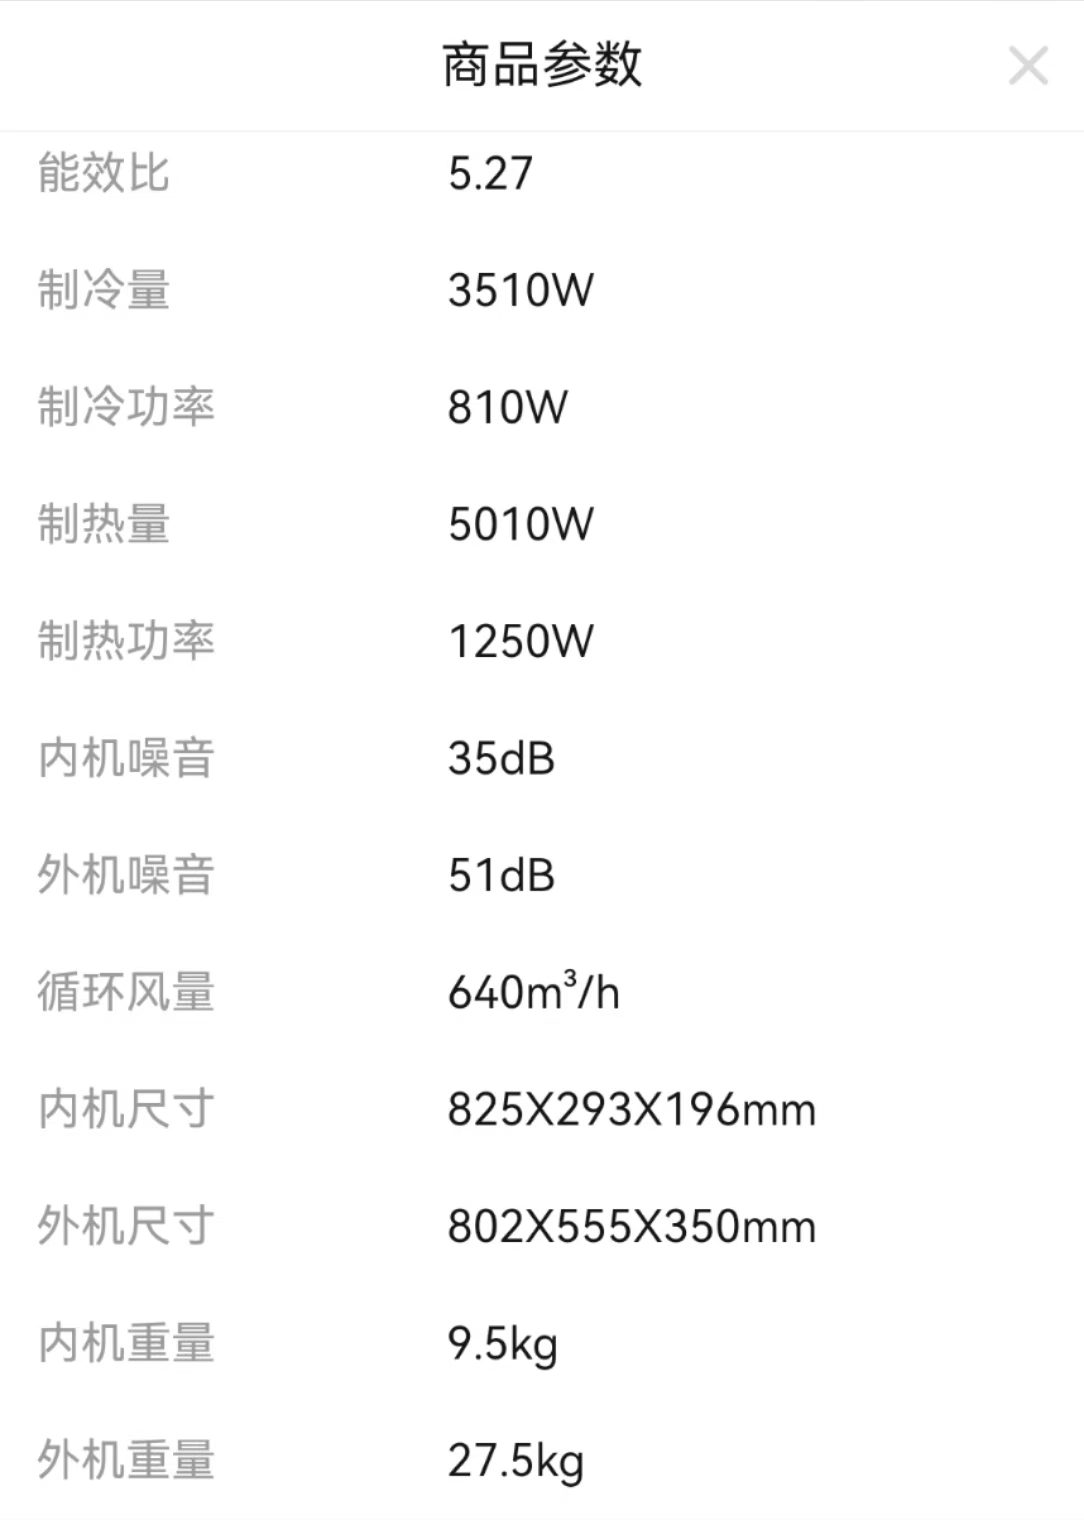 商品参数
能效比 5.27
制冷量 3510W
制冷功率 810W
制热量 5010W
制热功率 1250W
内机噪音 35dB
外机噪音 51dB
循环风量 640m³/h
内机尺寸 825X293X196mm
外机尺寸 802X555X350mm
内机重量 9.5kg
外机重量 27.5kg